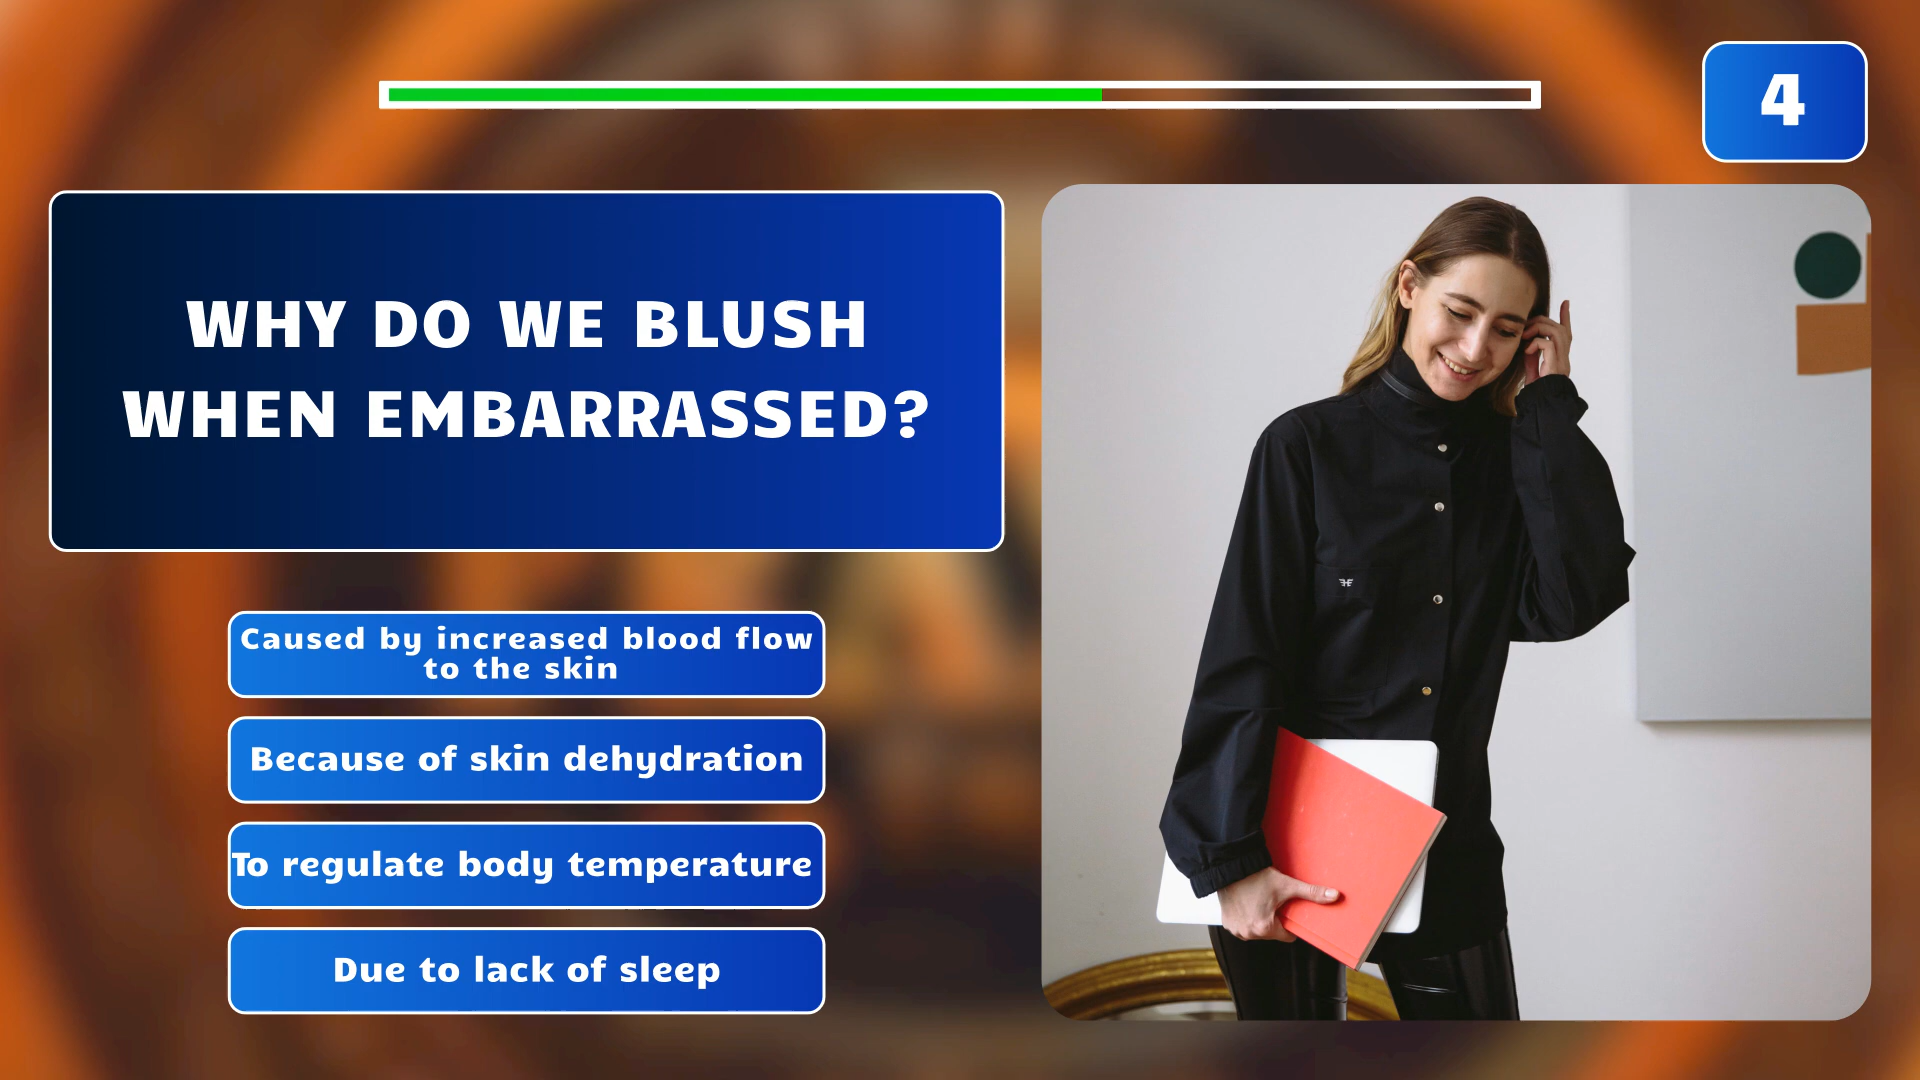 4
WHY DO WE BLUSH
WHEN EMBARRASSED?
Caused by increased blood flow
to the skin
Because of skin dehydration
To regulate body temperature
Due to lack of sleep